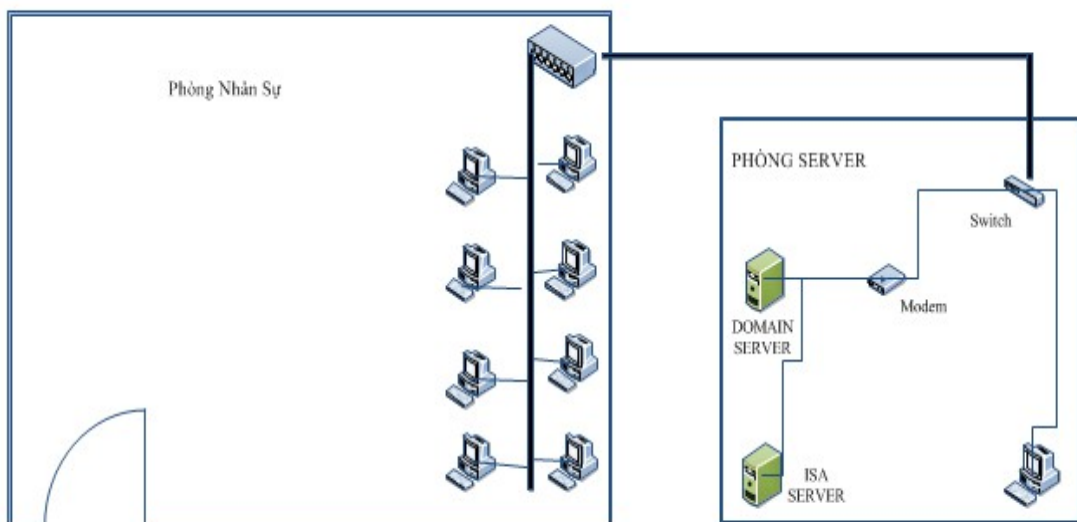 Phòng Nhân Sự
PHÒNG SERVER
Switch
Modem
DOMAIN
SERVER
ISA
SERVER